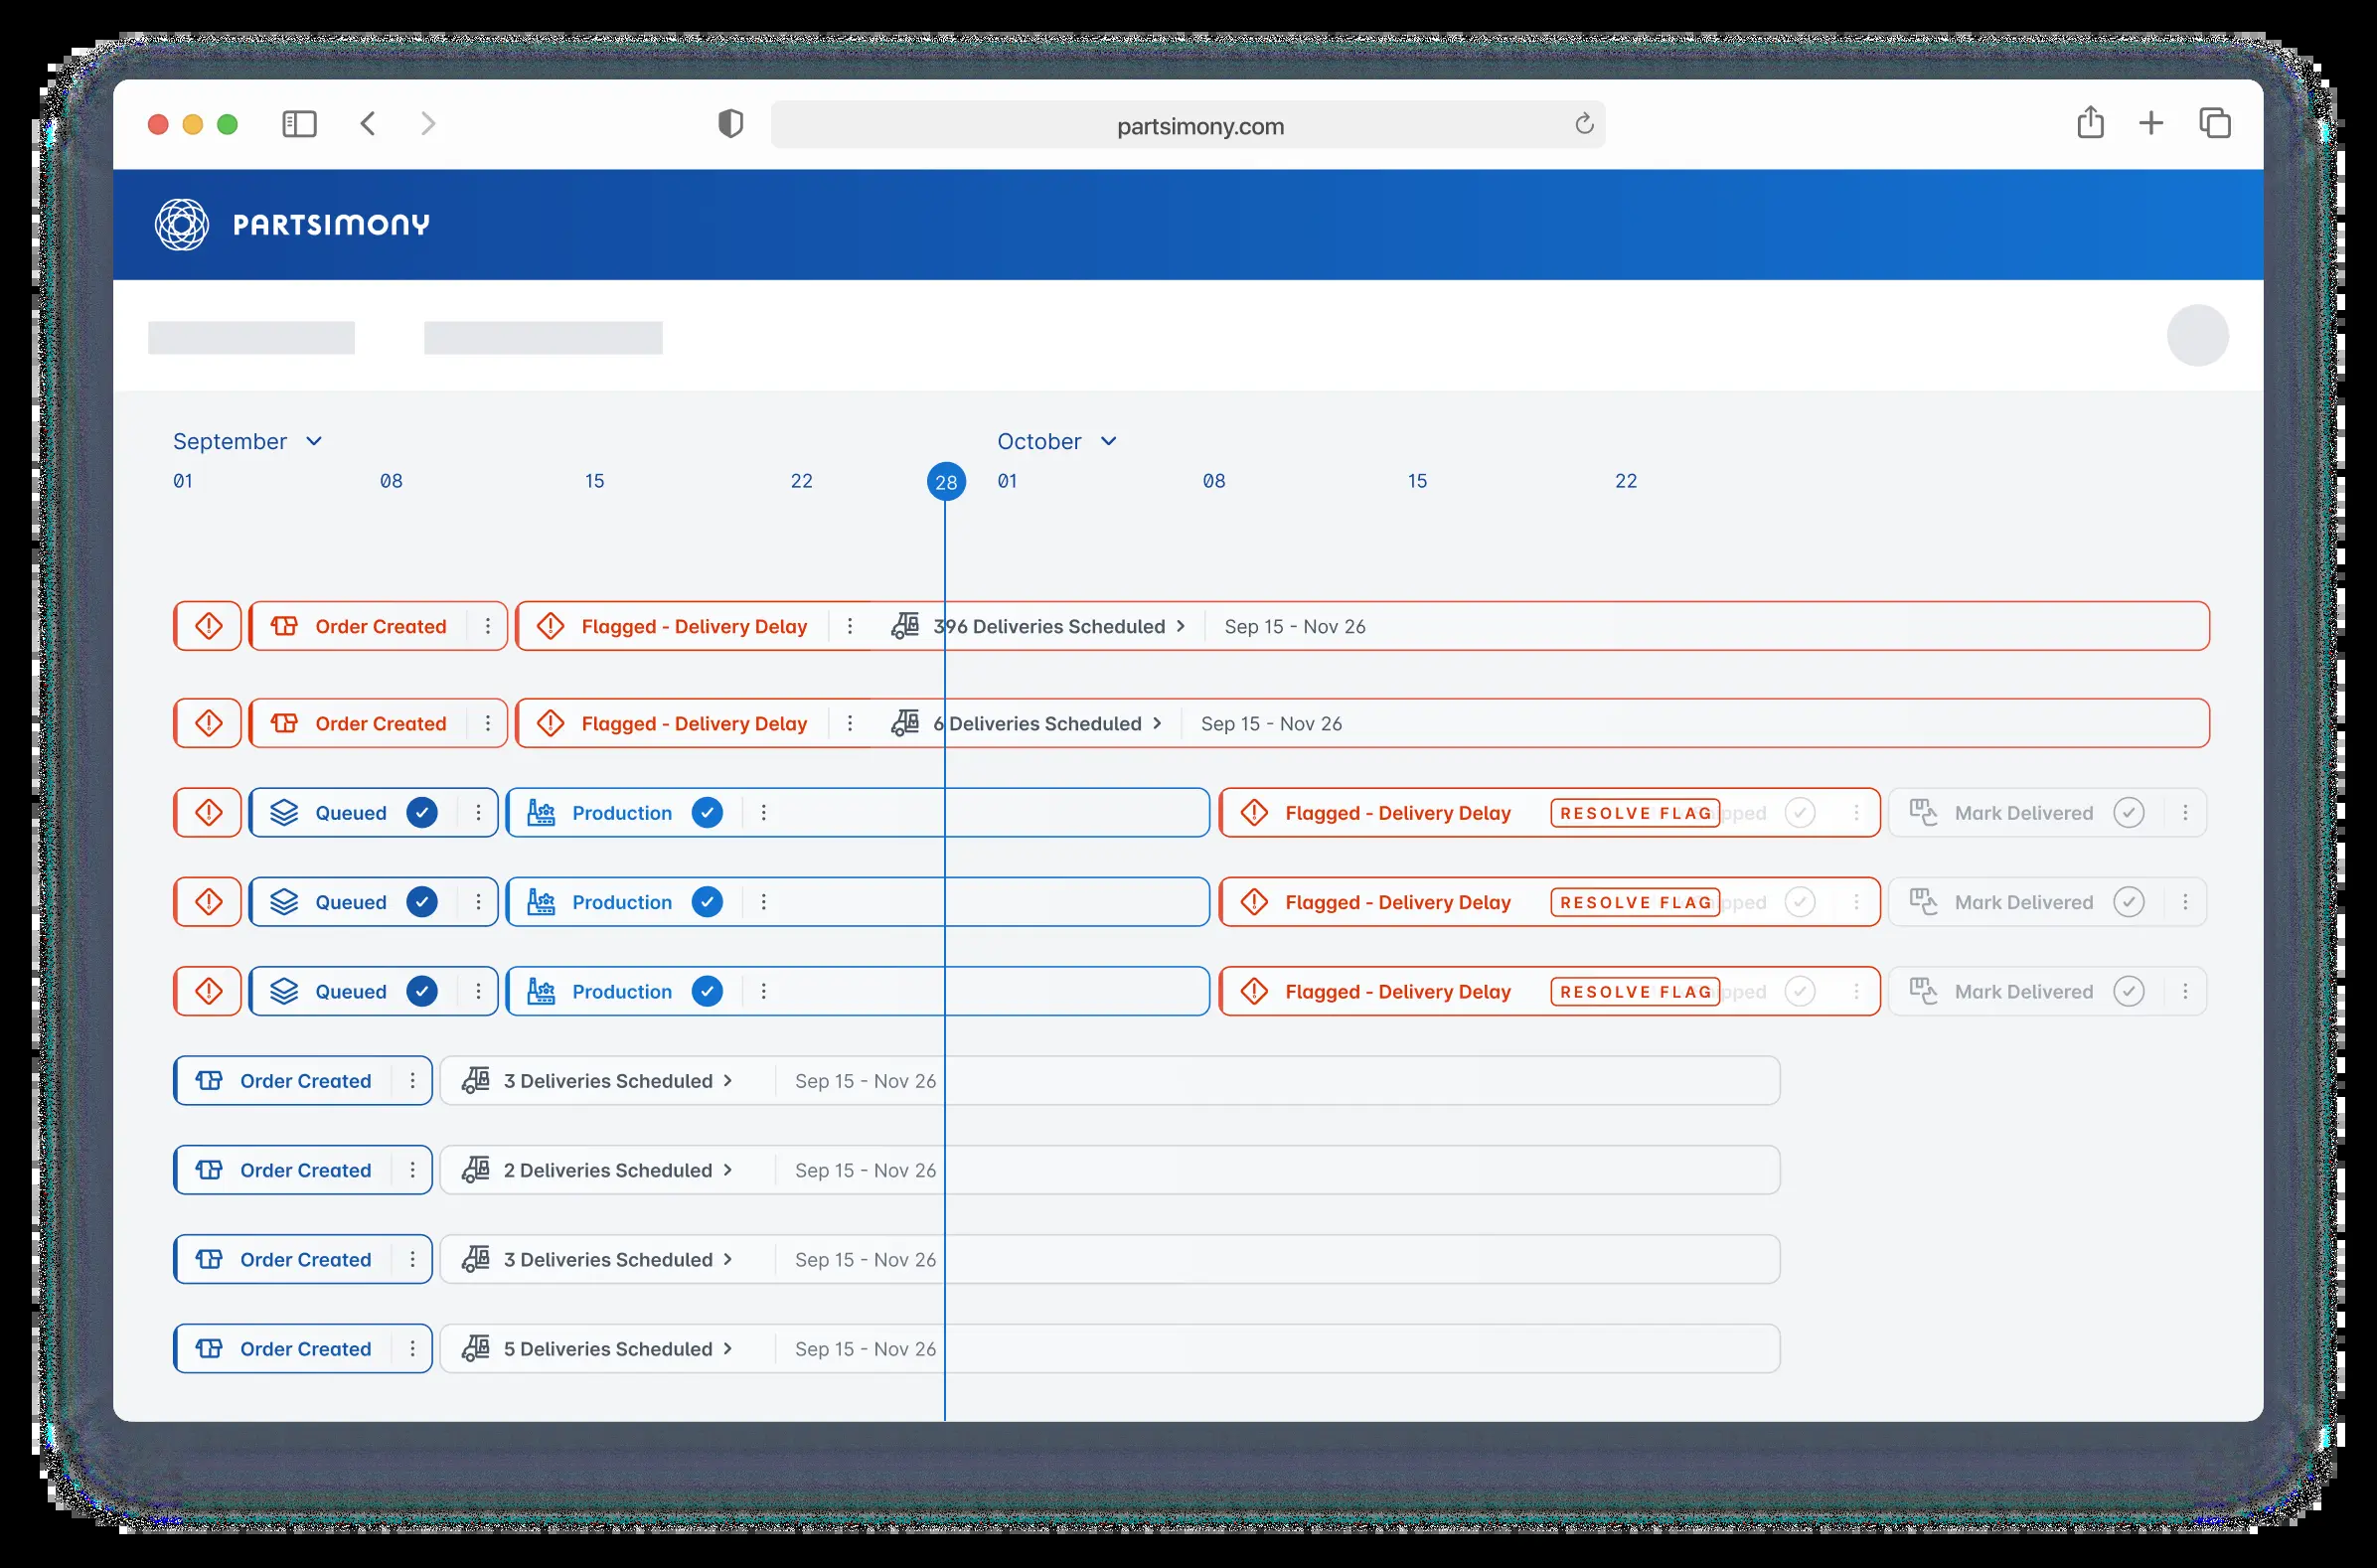 partsimony.com
PARTSIMONY
September October
01 08 15 22 28 01 08 15 22
Order Created Flagged - Delivery Delay 396 Deliveries Scheduled > Sep 15 - Nov 26
Order Created Flagged - Delivery Delay 6 Deliveries Scheduled > Sep 15 - Nov 26
Queued Production Flagged - Delivery Delay RESOLVE FLAG pped Mark Delivered
Queued Production Flagged - Delivery Delay RESOLVE FLAG pped Mark Delivered
Queued Production Flagged - Delivery Delay RESOLVE FLAG pped Mark Delivered
Order Created 3 Deliveries Scheduled > Sep 15 - Nov 26
Order Created 2 Deliveries Scheduled > Sep 15 - Nov 26
Order Created 3 Deliveries Scheduled > Sep 15 - Nov 26
Order Created 5 Deliveries Scheduled > Sep 15 - Nov 26